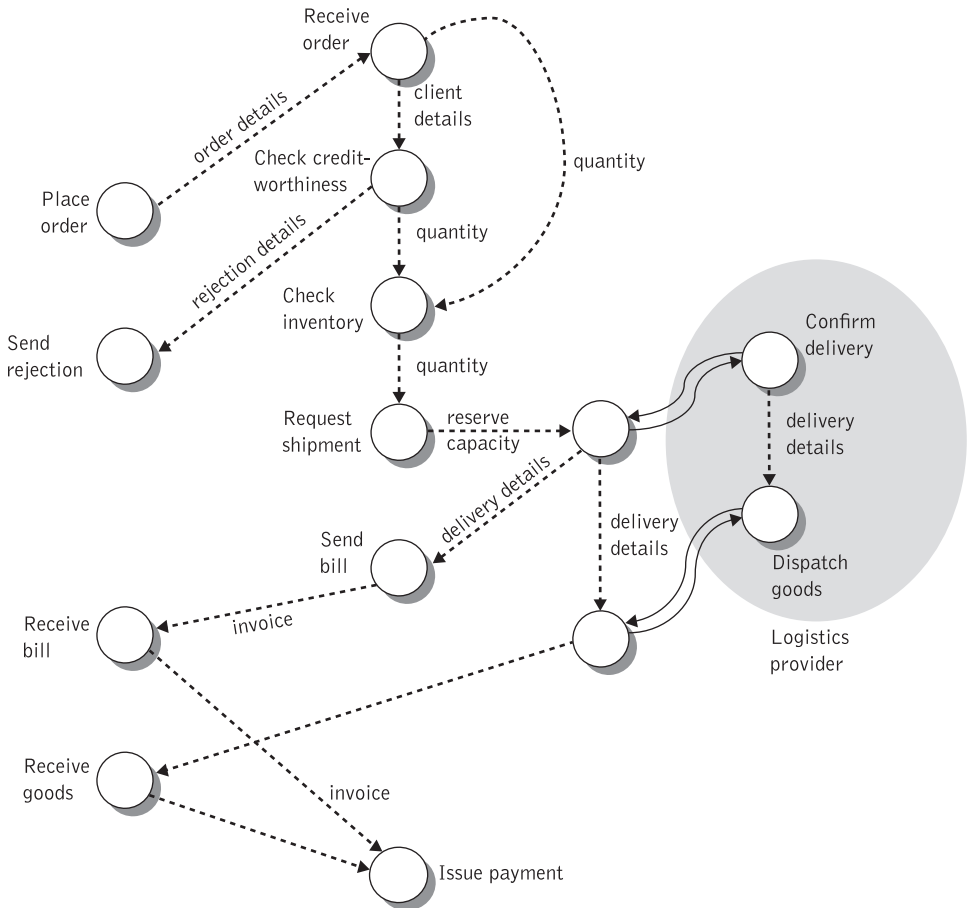 Receive
order
client
details
order details
Check credit-
worthiness
quantity
Place
order
rejection details
quantity
Check
inventory
Send
rejection
quantity
Confirm
delivery
Request
shipment
reserve
capacity
delivery
details
delivery details
delivery
details
Send
bill
Dispatch
goods
invoice
Receive
bill
Logistics
provider
Receive
goods
invoice
Issue payment